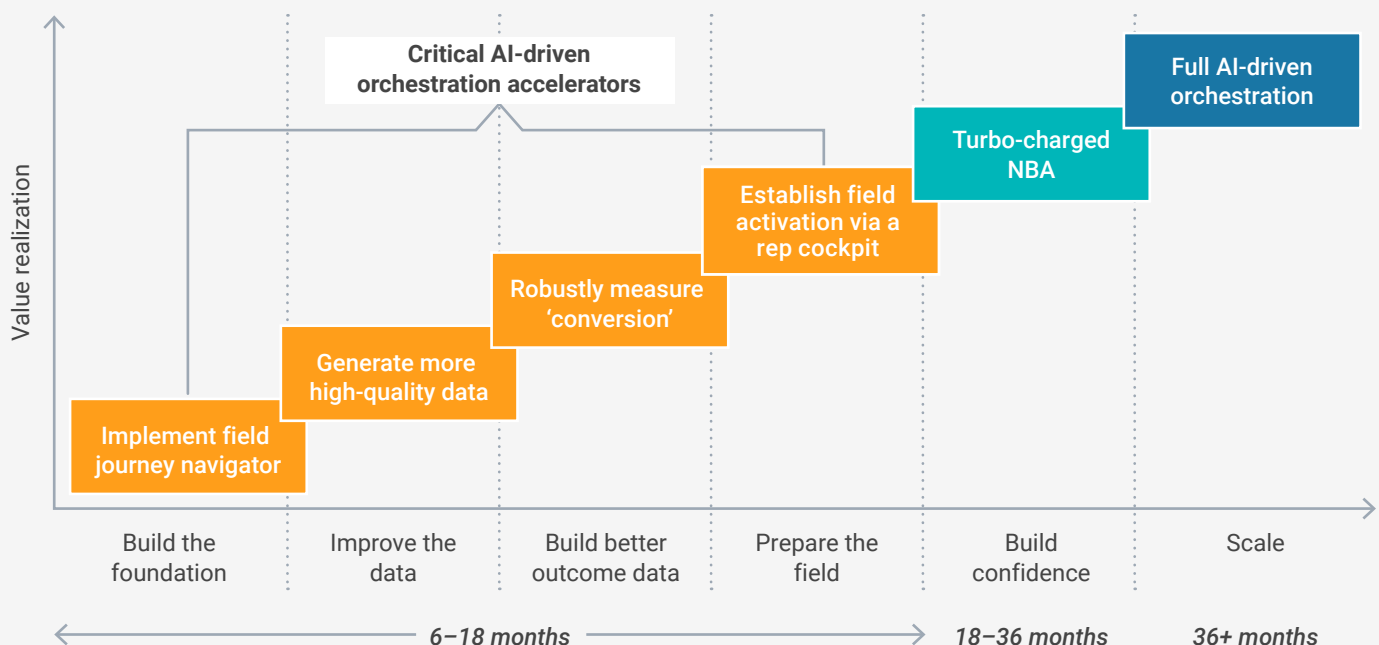 Value realization
Critical AI-driven
orchestration accelerators
Implement field
journey navigator
Generate more
high-quality data
Robustly measure
‘conversion’
Establish field
activation via a
rep cockpit
Turbo-charged
NBA
Full AI-driven
orchestration
Build the
foundation
Improve the
data
Build better
outcome data
Prepare the
field
Build
confidence
Scale
6–18 months
18–36 months
36+ months